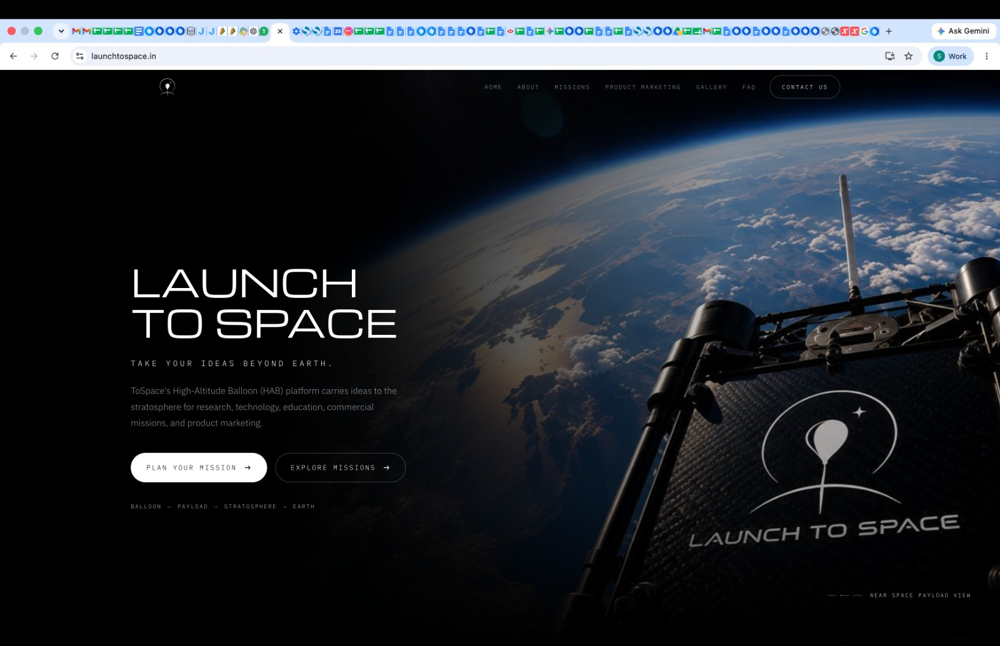 Ask Gemini
launchtospace.in
S Work
HOME ABOUT MISSIONS PRODUCT MARKETING GALLERY FAQ CONTACT US
LAUNCH
TO SPACE
TAKE YOUR IDEAS BEYOND EARTH.
ToSpace's High-Altitude Balloon (HAB) platform carries ideas to the
stratosphere for research, technology, education, commercial
missions, and product marketing.
PLAN YOUR MISSION → EXPLORE MISSIONS →
BALLOON → PAYLOAD → STRATOSPHERE → EARTH
LAUNCH TO SPACE
NEAR SPACE PAYLOAD VIEW